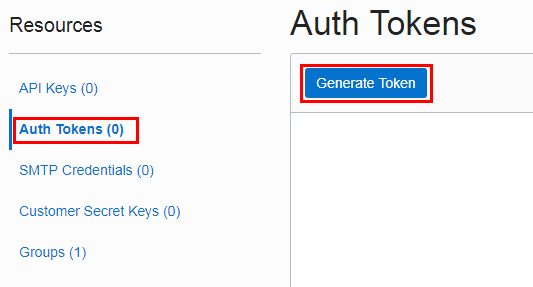 Resources
API Keys (0)
Auth Tokens (0)
SMTP Credentials (0)
Customer Secret Keys (0)
Groups (1)
Auth Tokens
Generate Token